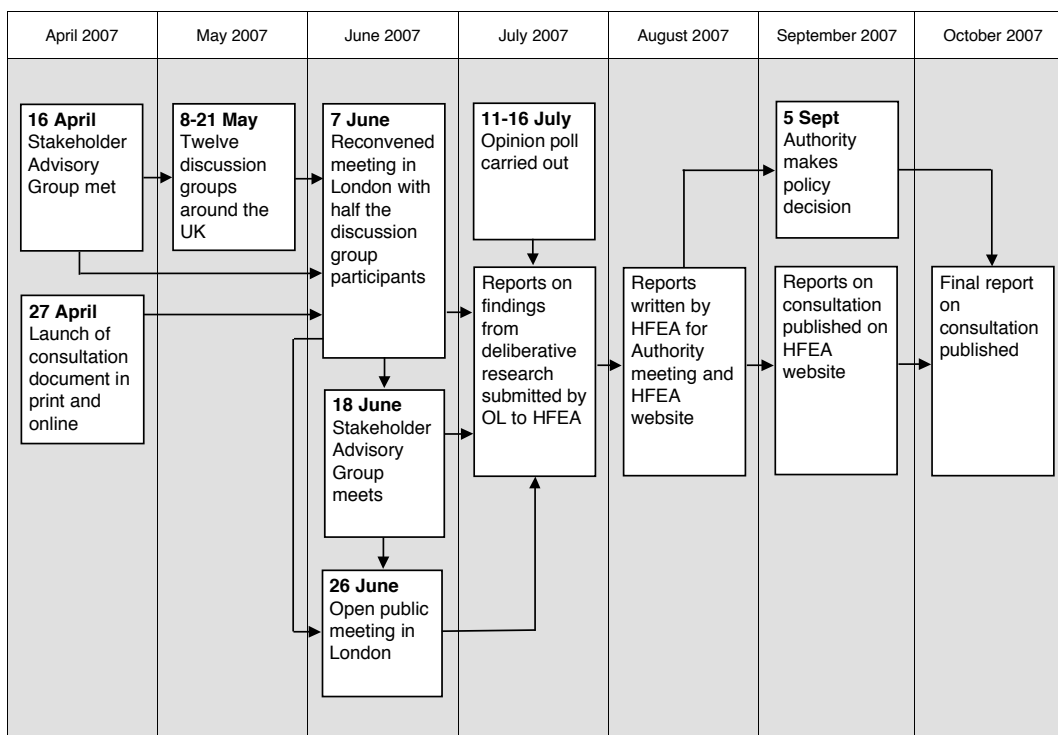 April 2007
May 2007
June 2007
July 2007
August 2007
September 2007
October 2007
16 April
Stakeholder
Advisory
Group met
27 April
Launch of
consultation
document in
print and
online
8-21 May
Twelve
discussion
groups
around the
UK
7 June
Reconvened
meeting in
London with
half the
discussion
group
participants
18 June
Stakeholder
Advisory
Group
meets
26 June
Open public
meeting in
London
11-16 July
Opinion poll
carried out
Reports on
findings
from
deliberative
research
submitted by
OL to HFEA
Reports
written by
HFEA for
Authority
meeting and
HFEA
website
5 Sept
Authority
makes
policy
decision
Reports on
consultation
published on
HFEA
website
Final report
on
consultation
published